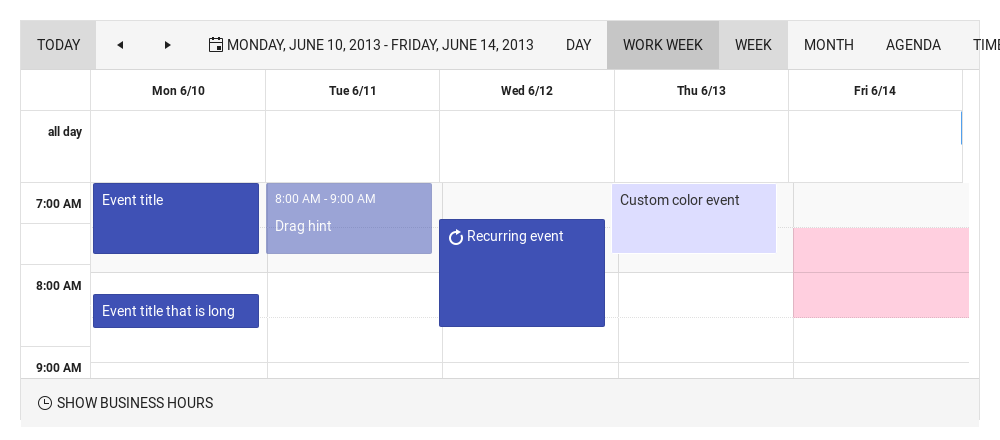 TODAY MONDAY, JUNE 10, 2013 - FRIDAY, JUNE 14, 2013 DAY WORK WEEK WEEK MONTH AGENDA TIME
Mon 6/10 Tue 6/11 Wed 6/12 Thu 6/13 Fri 6/14
all day
7:00 AM Event title 8:00 AM - 9:00 AM Custom color event
Drag hint
Recurring event
8:00 AM
Event title that is long
9:00 AM
SHOW BUSINESS HOURS